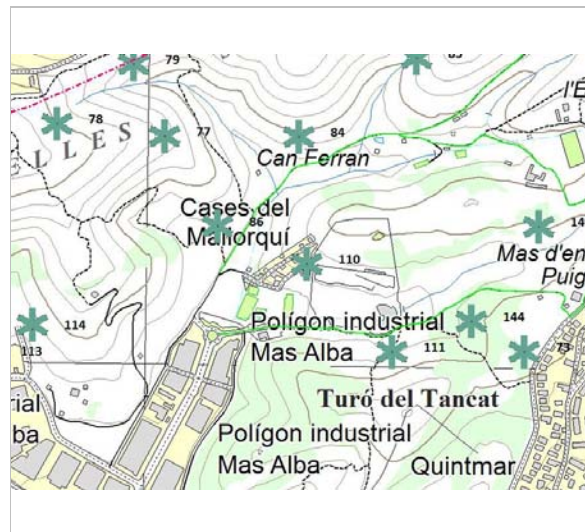 79
78
E L L E S
77
84
Can Ferran
l'E
Cases del
Mallorquí
86
14
110
Mas d'en
Puig
114
113
Polígon industrial
Mas Alba
144
111
73
rial
ba
Turó del Tancat
Polígon industrial
Mas Alba
Quintmar